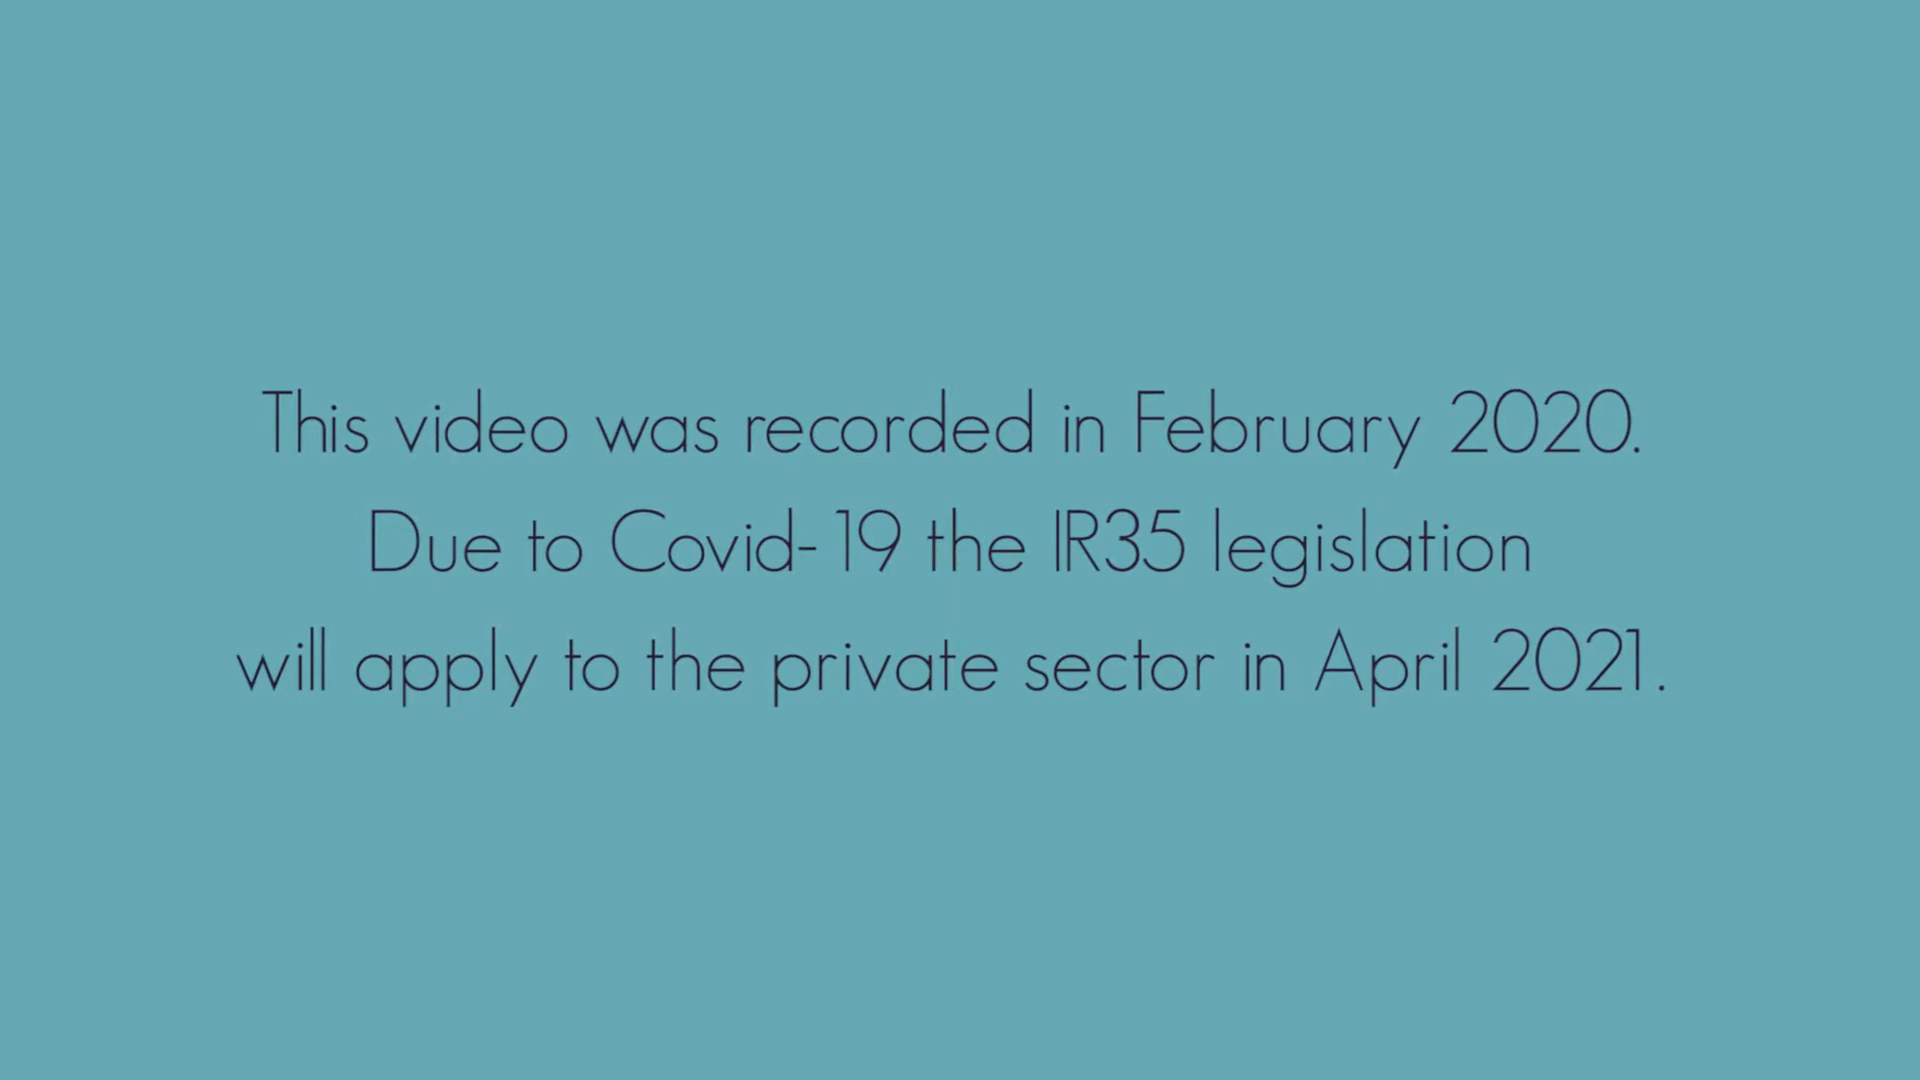 This video was recorded in February 2020.
Due to Covid-19 the IR35 legislation
will apply to the private sector in April 2021.